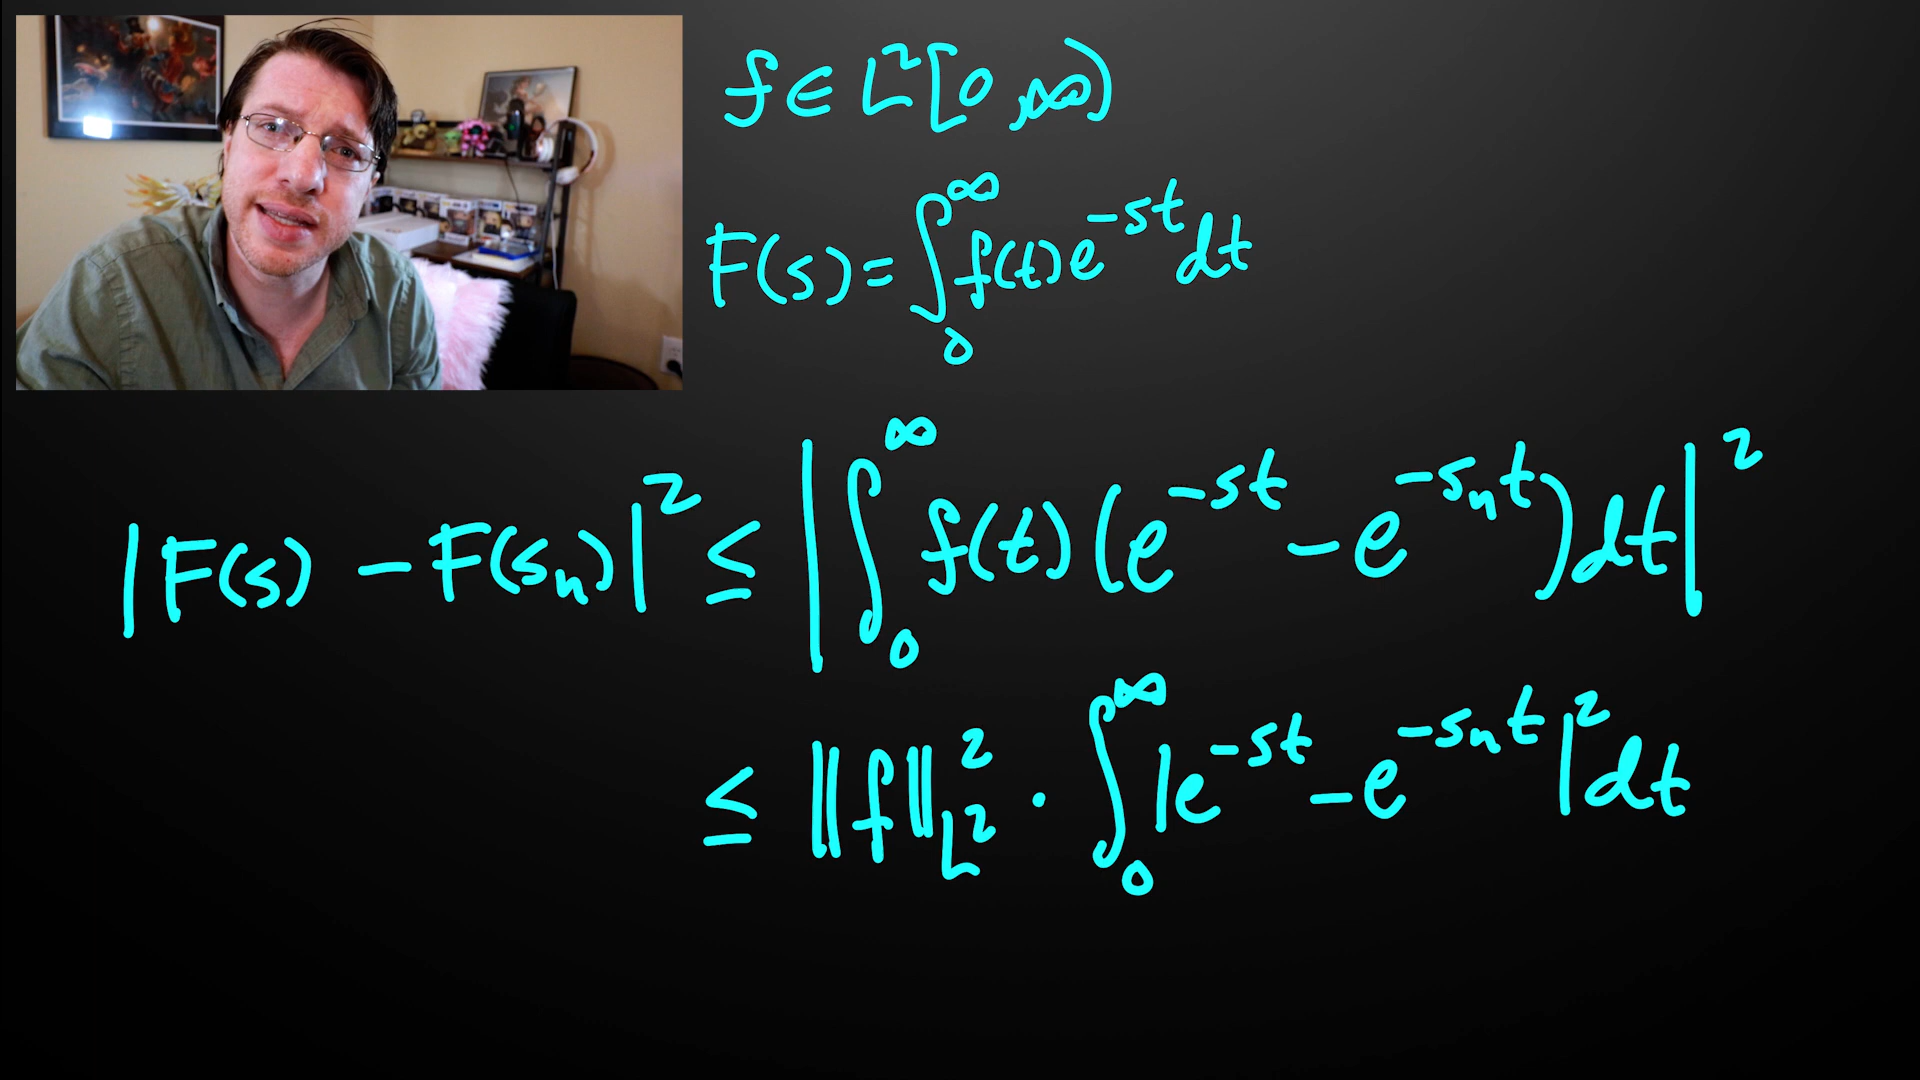 f ∈ L²[0,∞)
F(s) = ∫₀^∞ f(t) e^{-st} dt
|F(s) - F(sₙ)|² ≤ |∫₀^∞ f(t) (e^{-st} - e^{-sₙt}) dt|²
≤ ‖f‖²_{L²} · ∫₀^∞ |e^{-st} - e^{-sₙt}|² dt